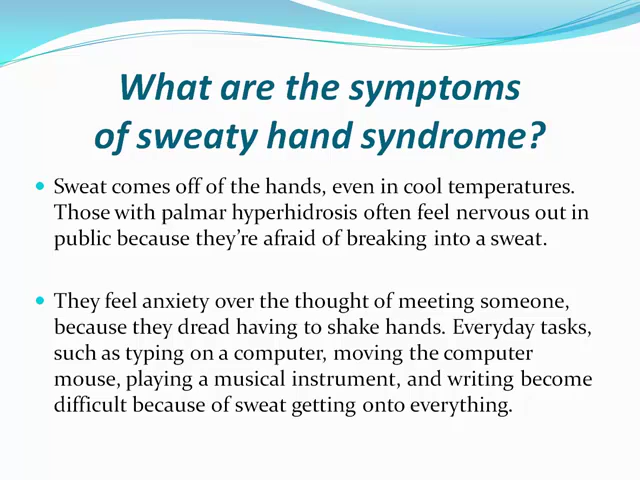 What are the symptoms
of sweaty hand syndrome?
• Sweat comes off of the hands, even in cool temperatures.
Those with palmar hyperhidrosis often feel nervous out in
public because they’re afraid of breaking into a sweat.
• They feel anxiety over the thought of meeting someone,
because they dread having to shake hands. Everyday tasks,
such as typing on a computer, moving the computer
mouse, playing a musical instrument, and writing become
difficult because of sweat getting onto everything.